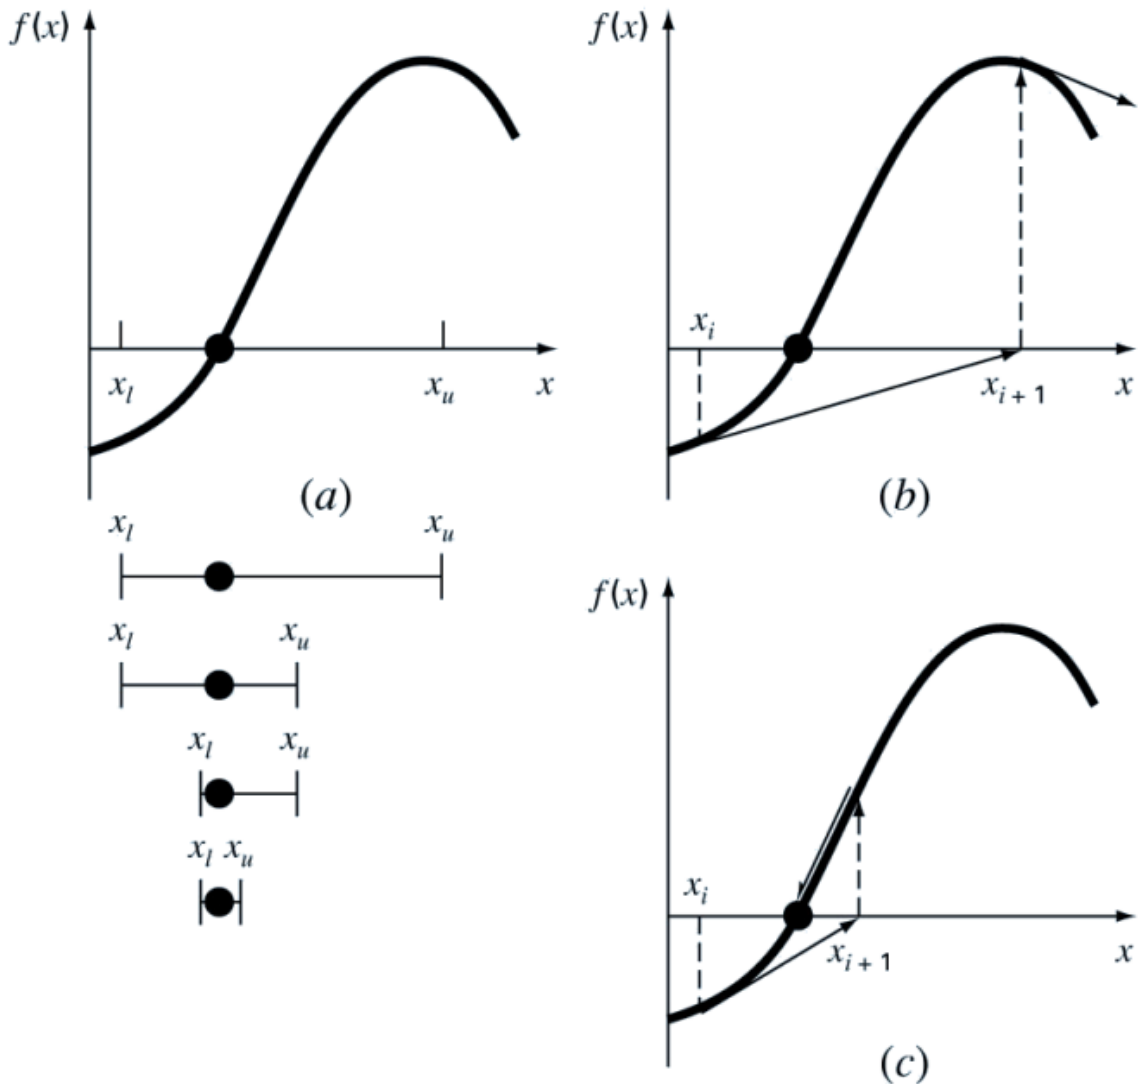 f(x)
x_l
x_u
x
(a)
x_l
x_u
x_l
x_u
x_l
x_u
x_l x_u
f(x)
x_i
x_{i + 1}
x
(b)
f(x)
x_i
x_{i + 1}
x
(c)